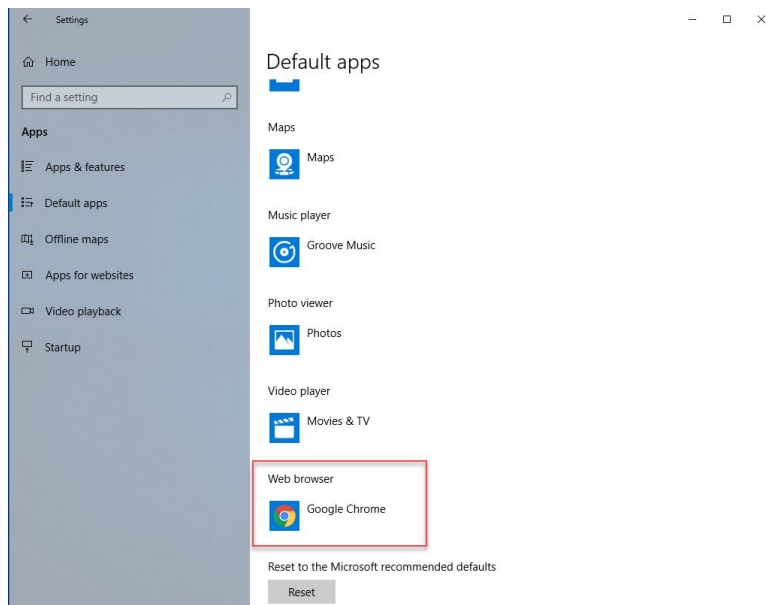 Settings
Home
Find a setting
Apps
Apps & features
Default apps
Offline maps
Apps for websites
Video playback
Startup
Default apps
Maps
Maps
Music player
Groove Music
Photo viewer
Photos
Video player
Movies & TV
Web browser
Google Chrome
Reset to the Microsoft recommended defaults
Reset